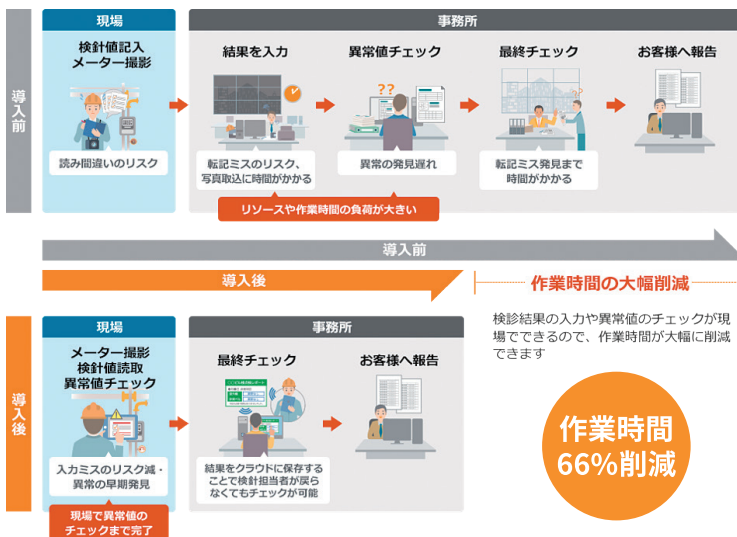 導入前
現場
検針値記入
メーター撮影
読み間違いのリスク
事務所
結果を入力
転記ミスのリスク、
写真取込に時間がかかる
異常値チェック
??
異常の発見遅れ
最終チェック
転記ミス発見まで
時間がかかる
お客様へ報告
リソースや作業時間の負荷が大きい
導入前
導入後
作業時間の大幅削減
検診結果の入力や異常値のチェックが現
場でできるので、作業時間が大幅に削減
できます
作業時間
66%削減
導入後
現場
メーター撮影
検針値読取
異常値チェック
入力ミスのリスク減・
異常の早期発見
現場で異常値の
チェックまで完了
事務所
最終チェック
結果をクラウドに保存する
ことで検針担当者が戻ら
なくてもチェックが可能
お客様へ報告